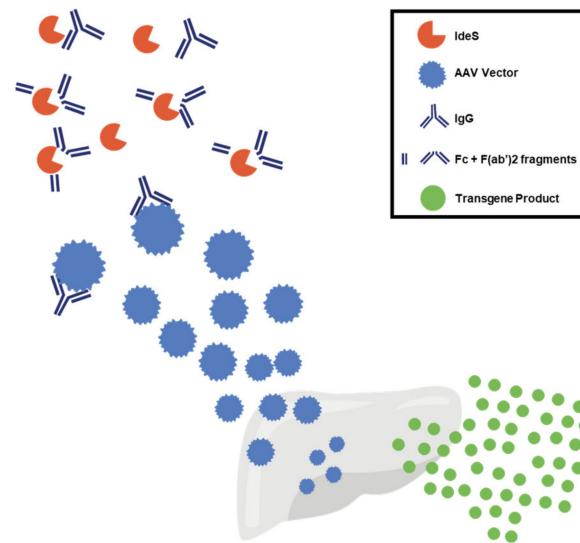 IdeS
AAV Vector
IgG
Fc + F(ab')2 fragments
Transgene Product